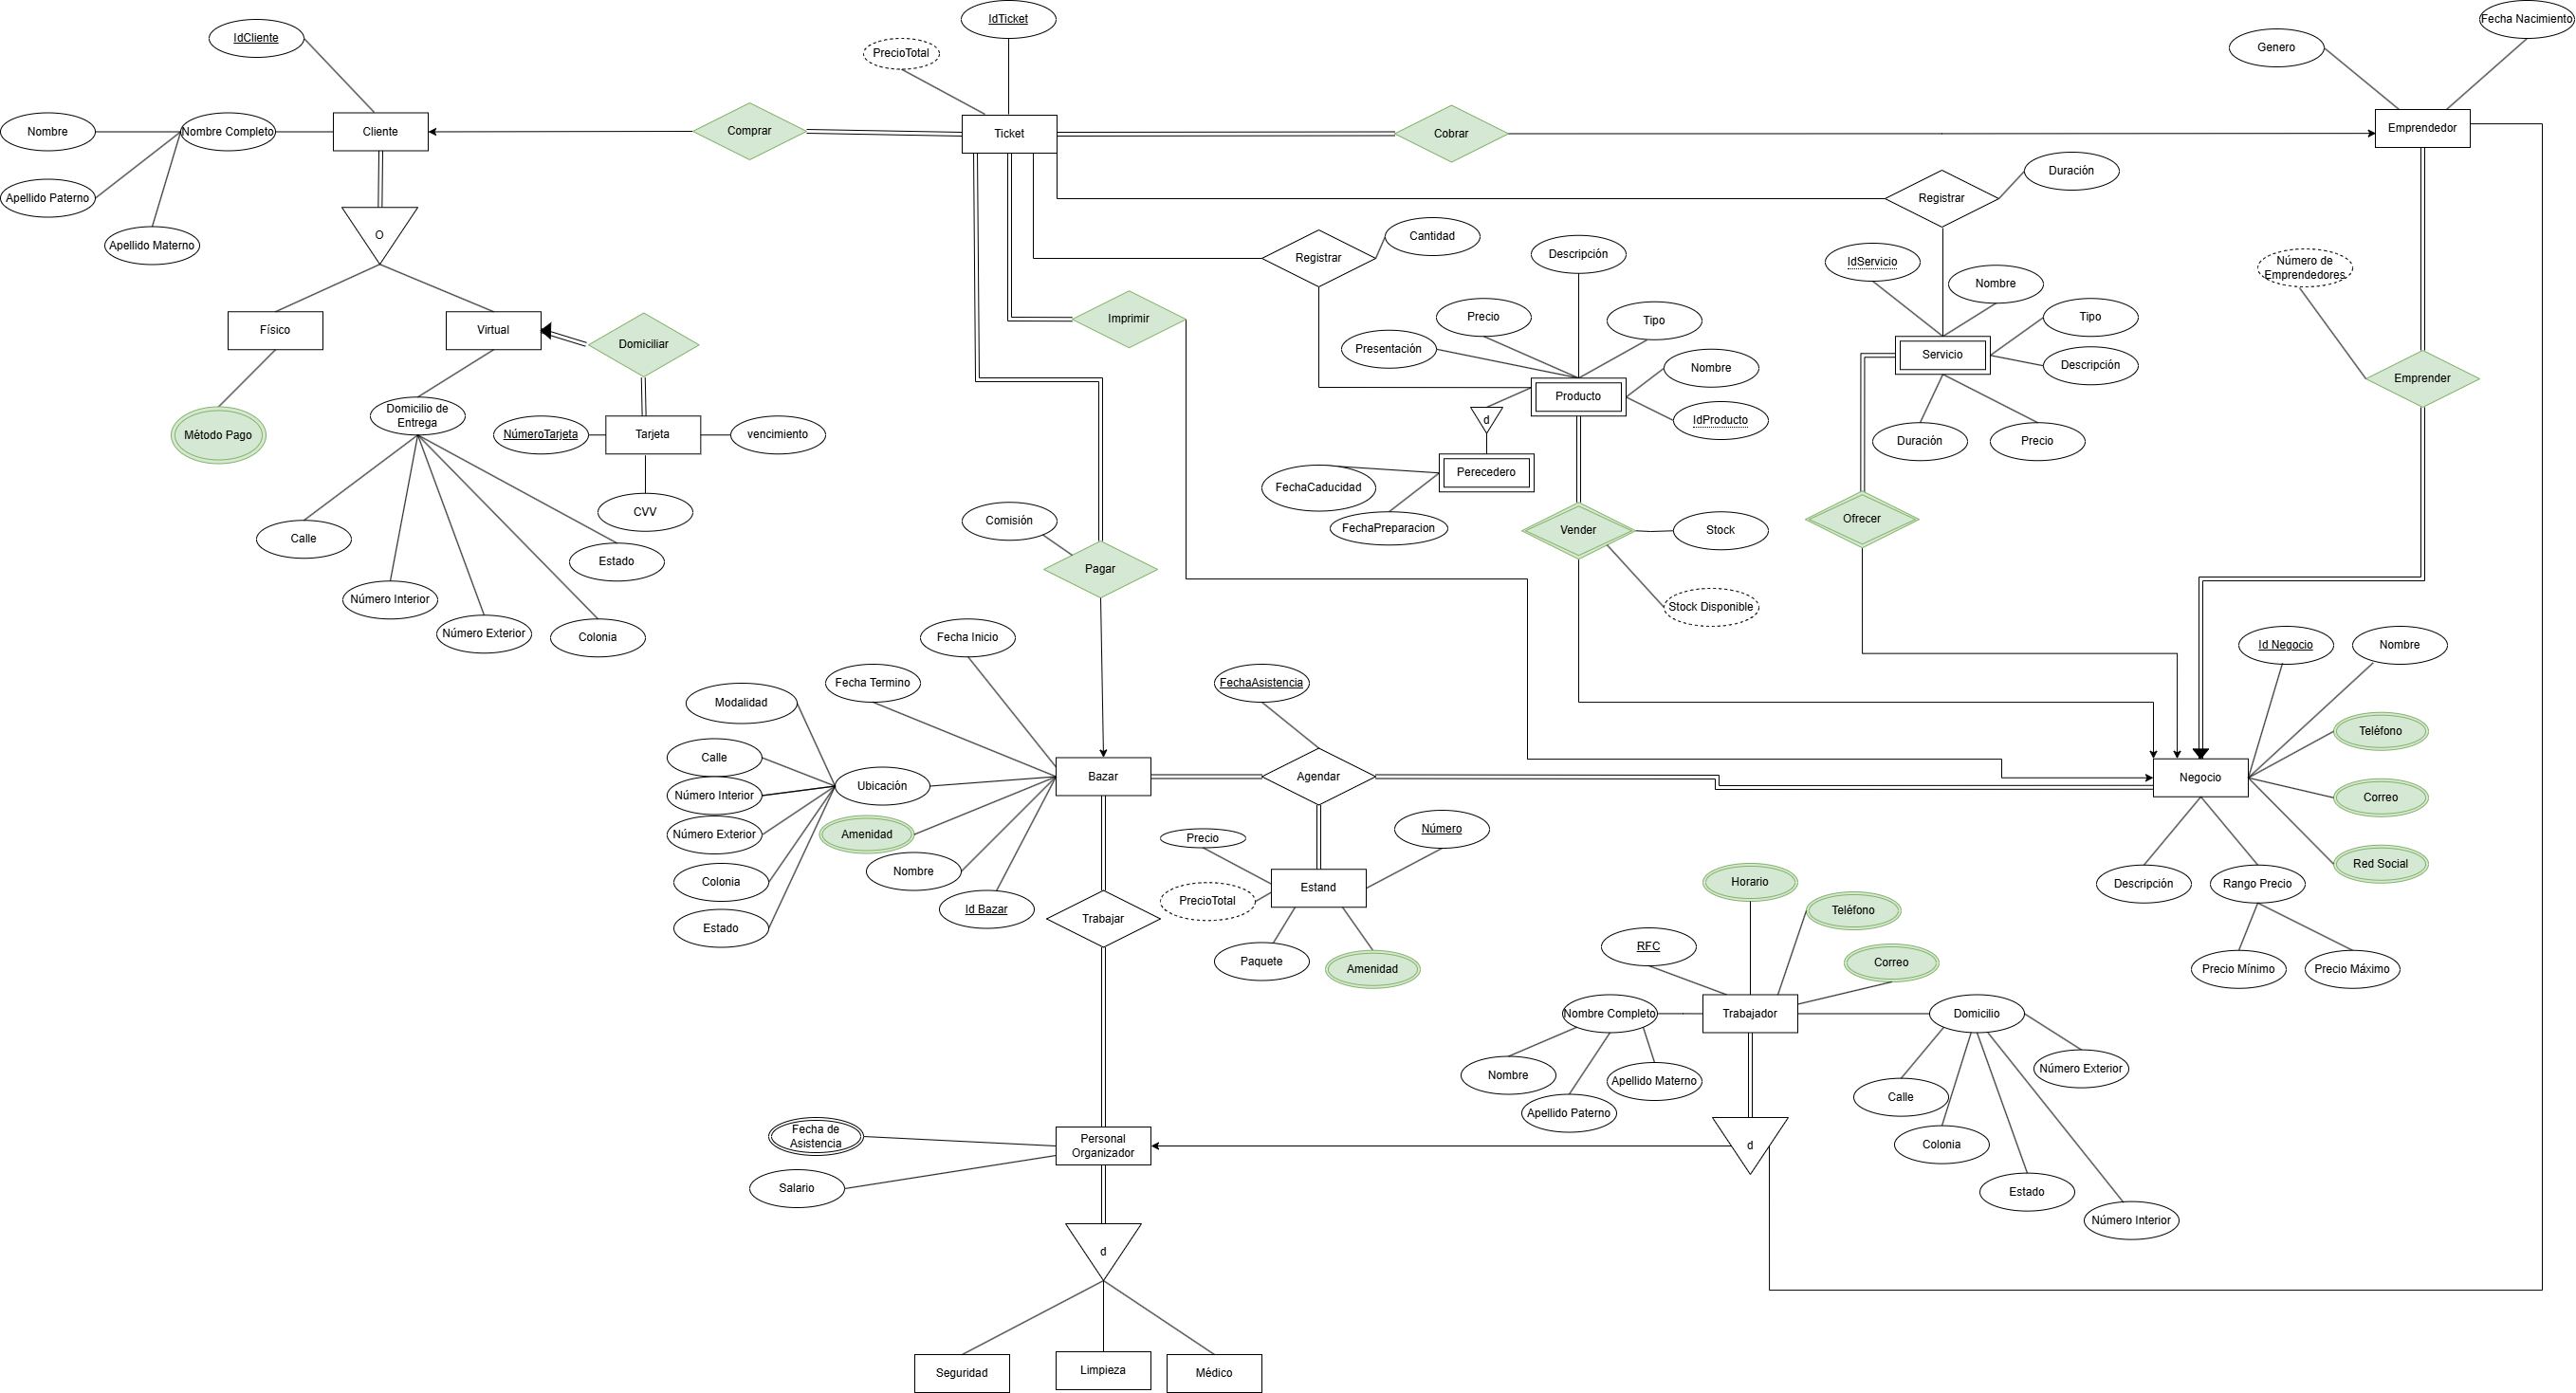 IdTicket
Fecha Nacimiento
IdCliente
PrecioTotal
Genero
Nombre
Nombre Completo
Cliente
Comprar
Ticket
Cobrar
Emprendedor
Apellido Paterno
Apellido Materno
O
Registrar
Duración
Registrar
Cantidad
Descripción
IdServicio
Nombre
Número de
Emprendedores
Físico
Virtual
Domiciliar
Imprimir
Precio
Tipo
Presentación
Tipo
Servicio
Descripción
Nombre
Producto
IdProducto
Emprender
Método Pago
Domicilio de
Entrega
NúmeroTarjeta
Tarjeta
vencimiento
d
Duración
Precio
Perecedero
FechaCaducidad
FechaPreparacion
CVV
Comisión
Vender
Stock
Ofrecer
Calle
Estado
Pagar
Número Interior
Número Exterior
Colonia
Stock Disponible
Fecha Inicio
Fecha Termino
FechaAsistencia
Id Negocio
Nombre
Modalidad
Teléfono
Calle
Ubicación
Bazar
Agendar
Negocio
Número Interior
Correo
Número Exterior
Amenidad
Precio
Número
Nombre
Colonia
Estado
Id Bazar
PrecioTotal
Estand
Red Social
Descripción
Rango Precio
Trabajar
Horario
Teléfono
Paquete
Amenidad
RFC
Correo
Precio Mínimo
Precio Máximo
Nombre Completo
Trabajador
Domicilio
Nombre
Apellido Materno
Apellido Paterno
Número Exterior
Calle
Colonia
Estado
Número Interior
Fecha de
Asistencia
Personal
Organizador
d
Salario
d
Seguridad
Limpieza
Médico